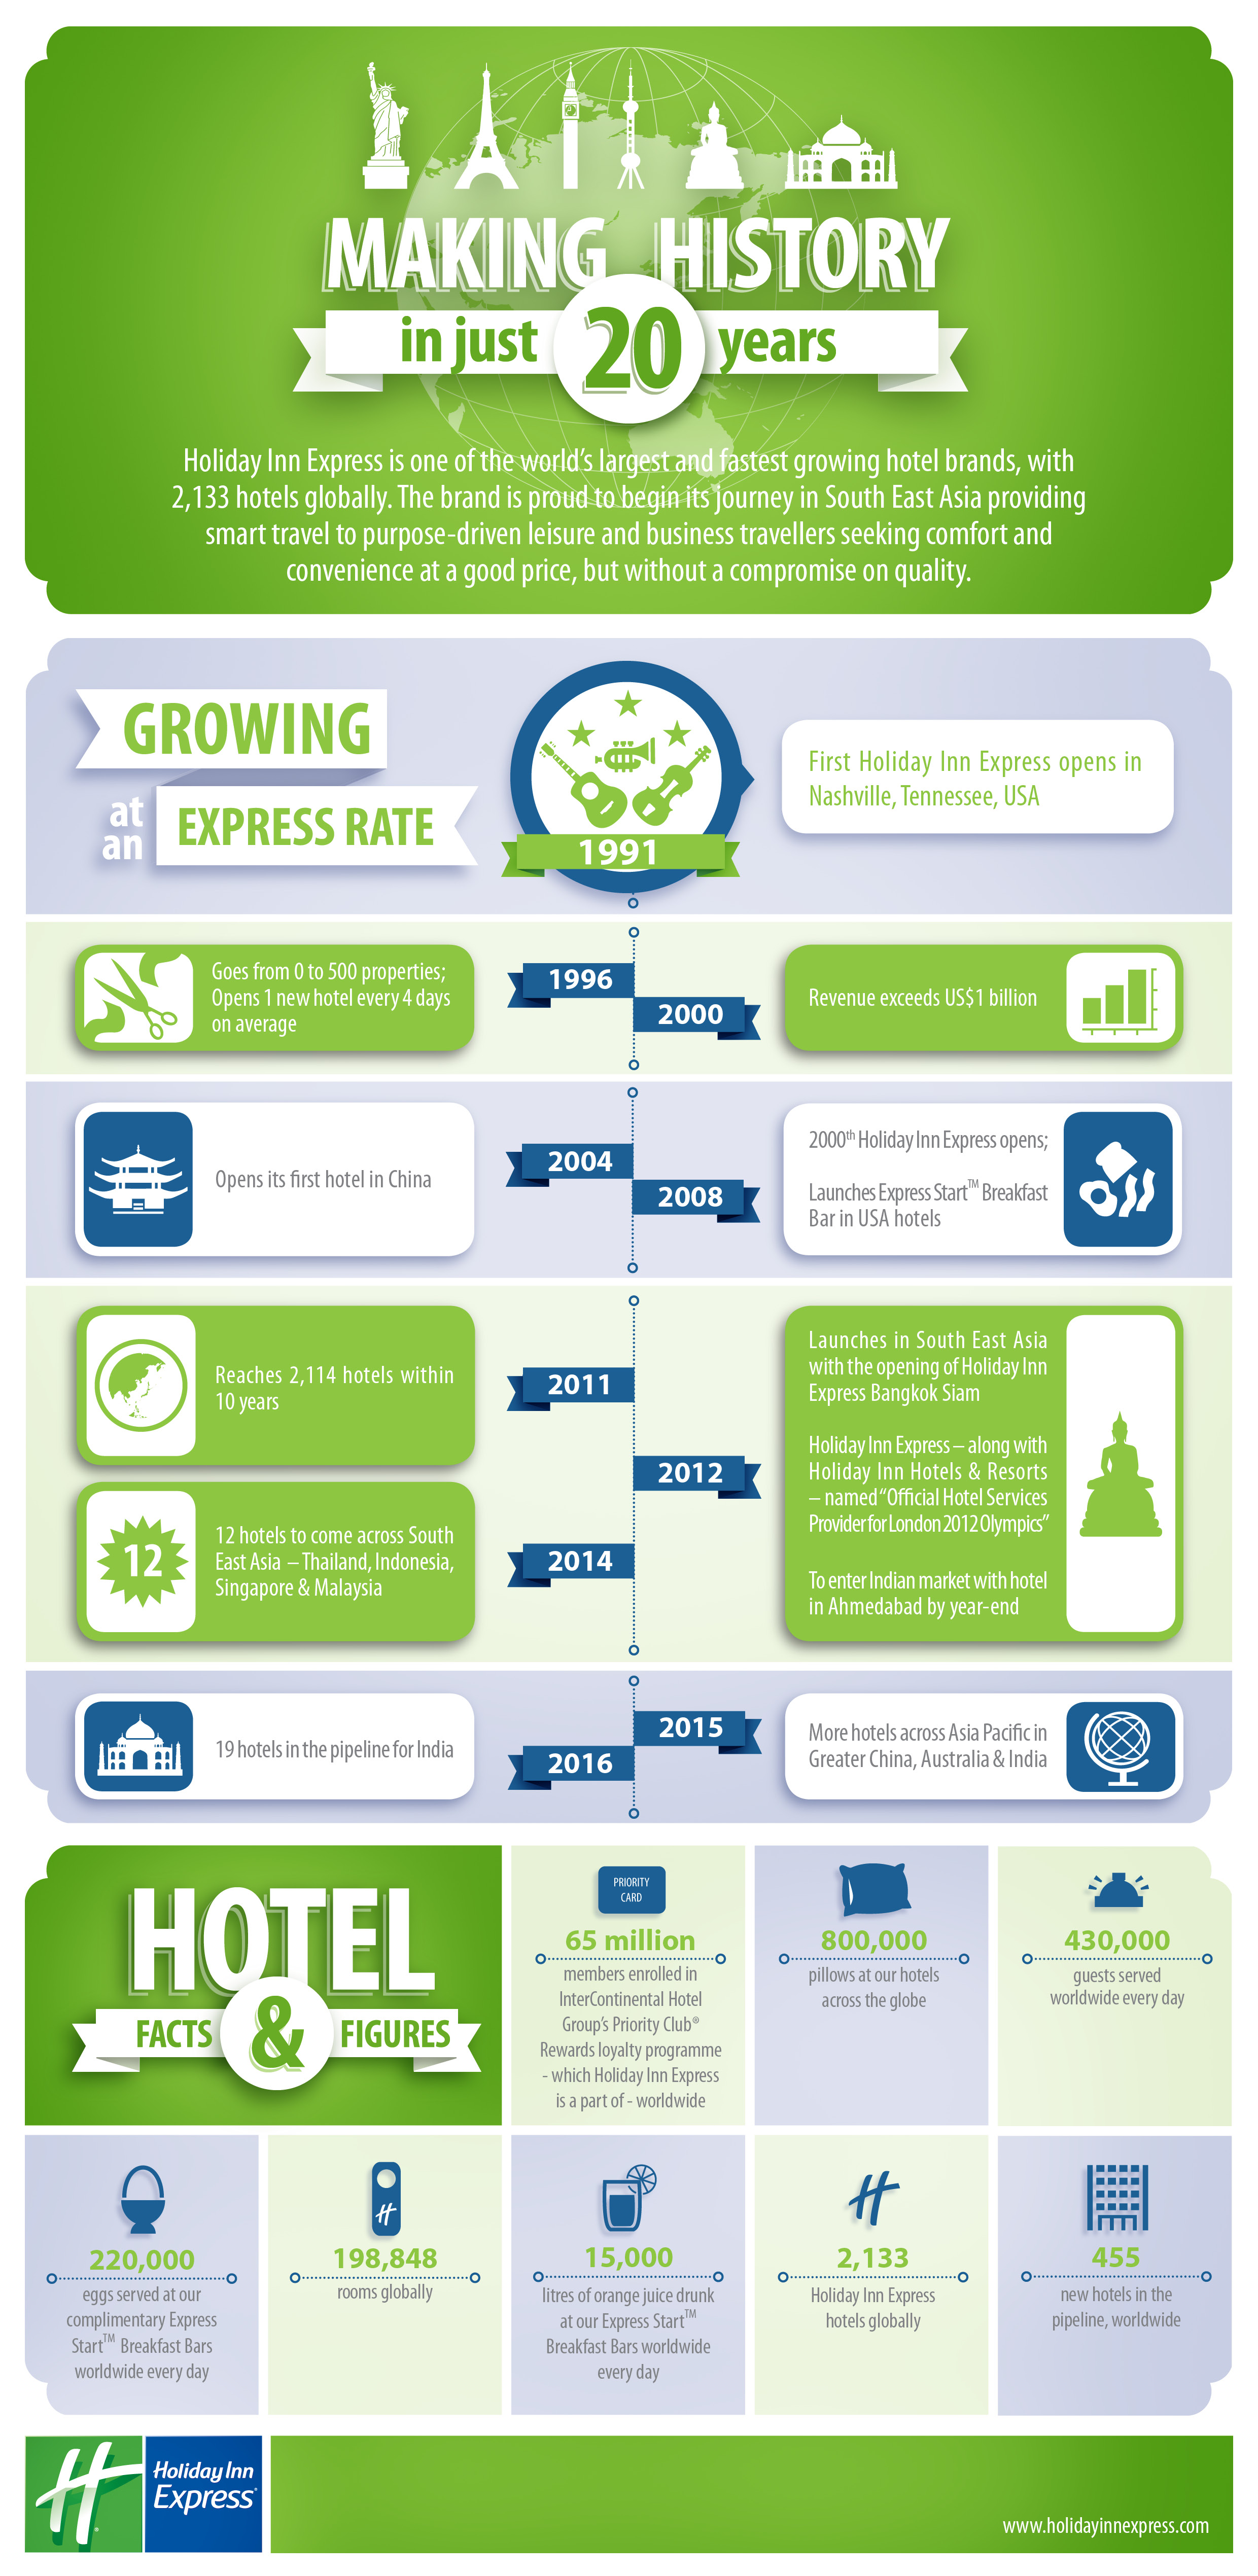 MAKING HISTORY
in just 20 years
Holiday Inn Express is one of the world's largest and fastest growing hotel brands, with
2,133 hotels globally. The brand is proud to begin its journey in South East Asia providing
smart travel to purpose-driven leisure and business travellers seeking comfort and
convenience at a good price, but without a compromise on quality.
GROWING
at
an
EXPRESS RATE
1991
First Holiday Inn Express opens in
Nashville, Tennessee, USA
Goes from 0 to 500 properties;
Opens 1 new hotel every 4 days
on average
1996
2000
Revenue exceeds US$1 billion
Opens its first hotel in China
2004
2008
2000th Holiday Inn Express opens;
Launches Express Start™ Breakfast
Bar in USA hotels
Reaches 2,114 hotels within
10 years
2011
2012
Launches in South East Asia
with the opening of Holiday Inn
Express Bangkok Siam
Holiday Inn Express – along with
Holiday Inn Hotels & Resorts
– named “Official Hotel Services
Provider for London 2012 Olympics”
To enter Indian market with hotel
in Ahmedabad by year-end
12
12 hotels to come across South
East Asia – Thailand, Indonesia,
Singapore & Malaysia
2014
2015
More hotels across Asia Pacific in
Greater China, Australia & India
19 hotels in the pipeline for India
2016
HOTEL
FACTS & FIGURES
PRIORITY
CARD
65 million
members enrolled in
InterContinental Hotel
Group's Priority Club®
Rewards loyalty programme
- which Holiday Inn Express
is a part of - worldwide
800,000
pillows at our hotels
across the globe
430,000
guests served
worldwide every day
220,000
eggs served at our
complimentary Express
Start™ Breakfast Bars
worldwide every day
198,848
rooms globally
15,000
litres of orange juice drunk
at our Express Start™
Breakfast Bars worldwide
every day
2,133
Holiday Inn Express
hotels globally
455
new hotels in the
pipeline, worldwide
Holiday Inn
Express®
www.holidayinnexpress.com